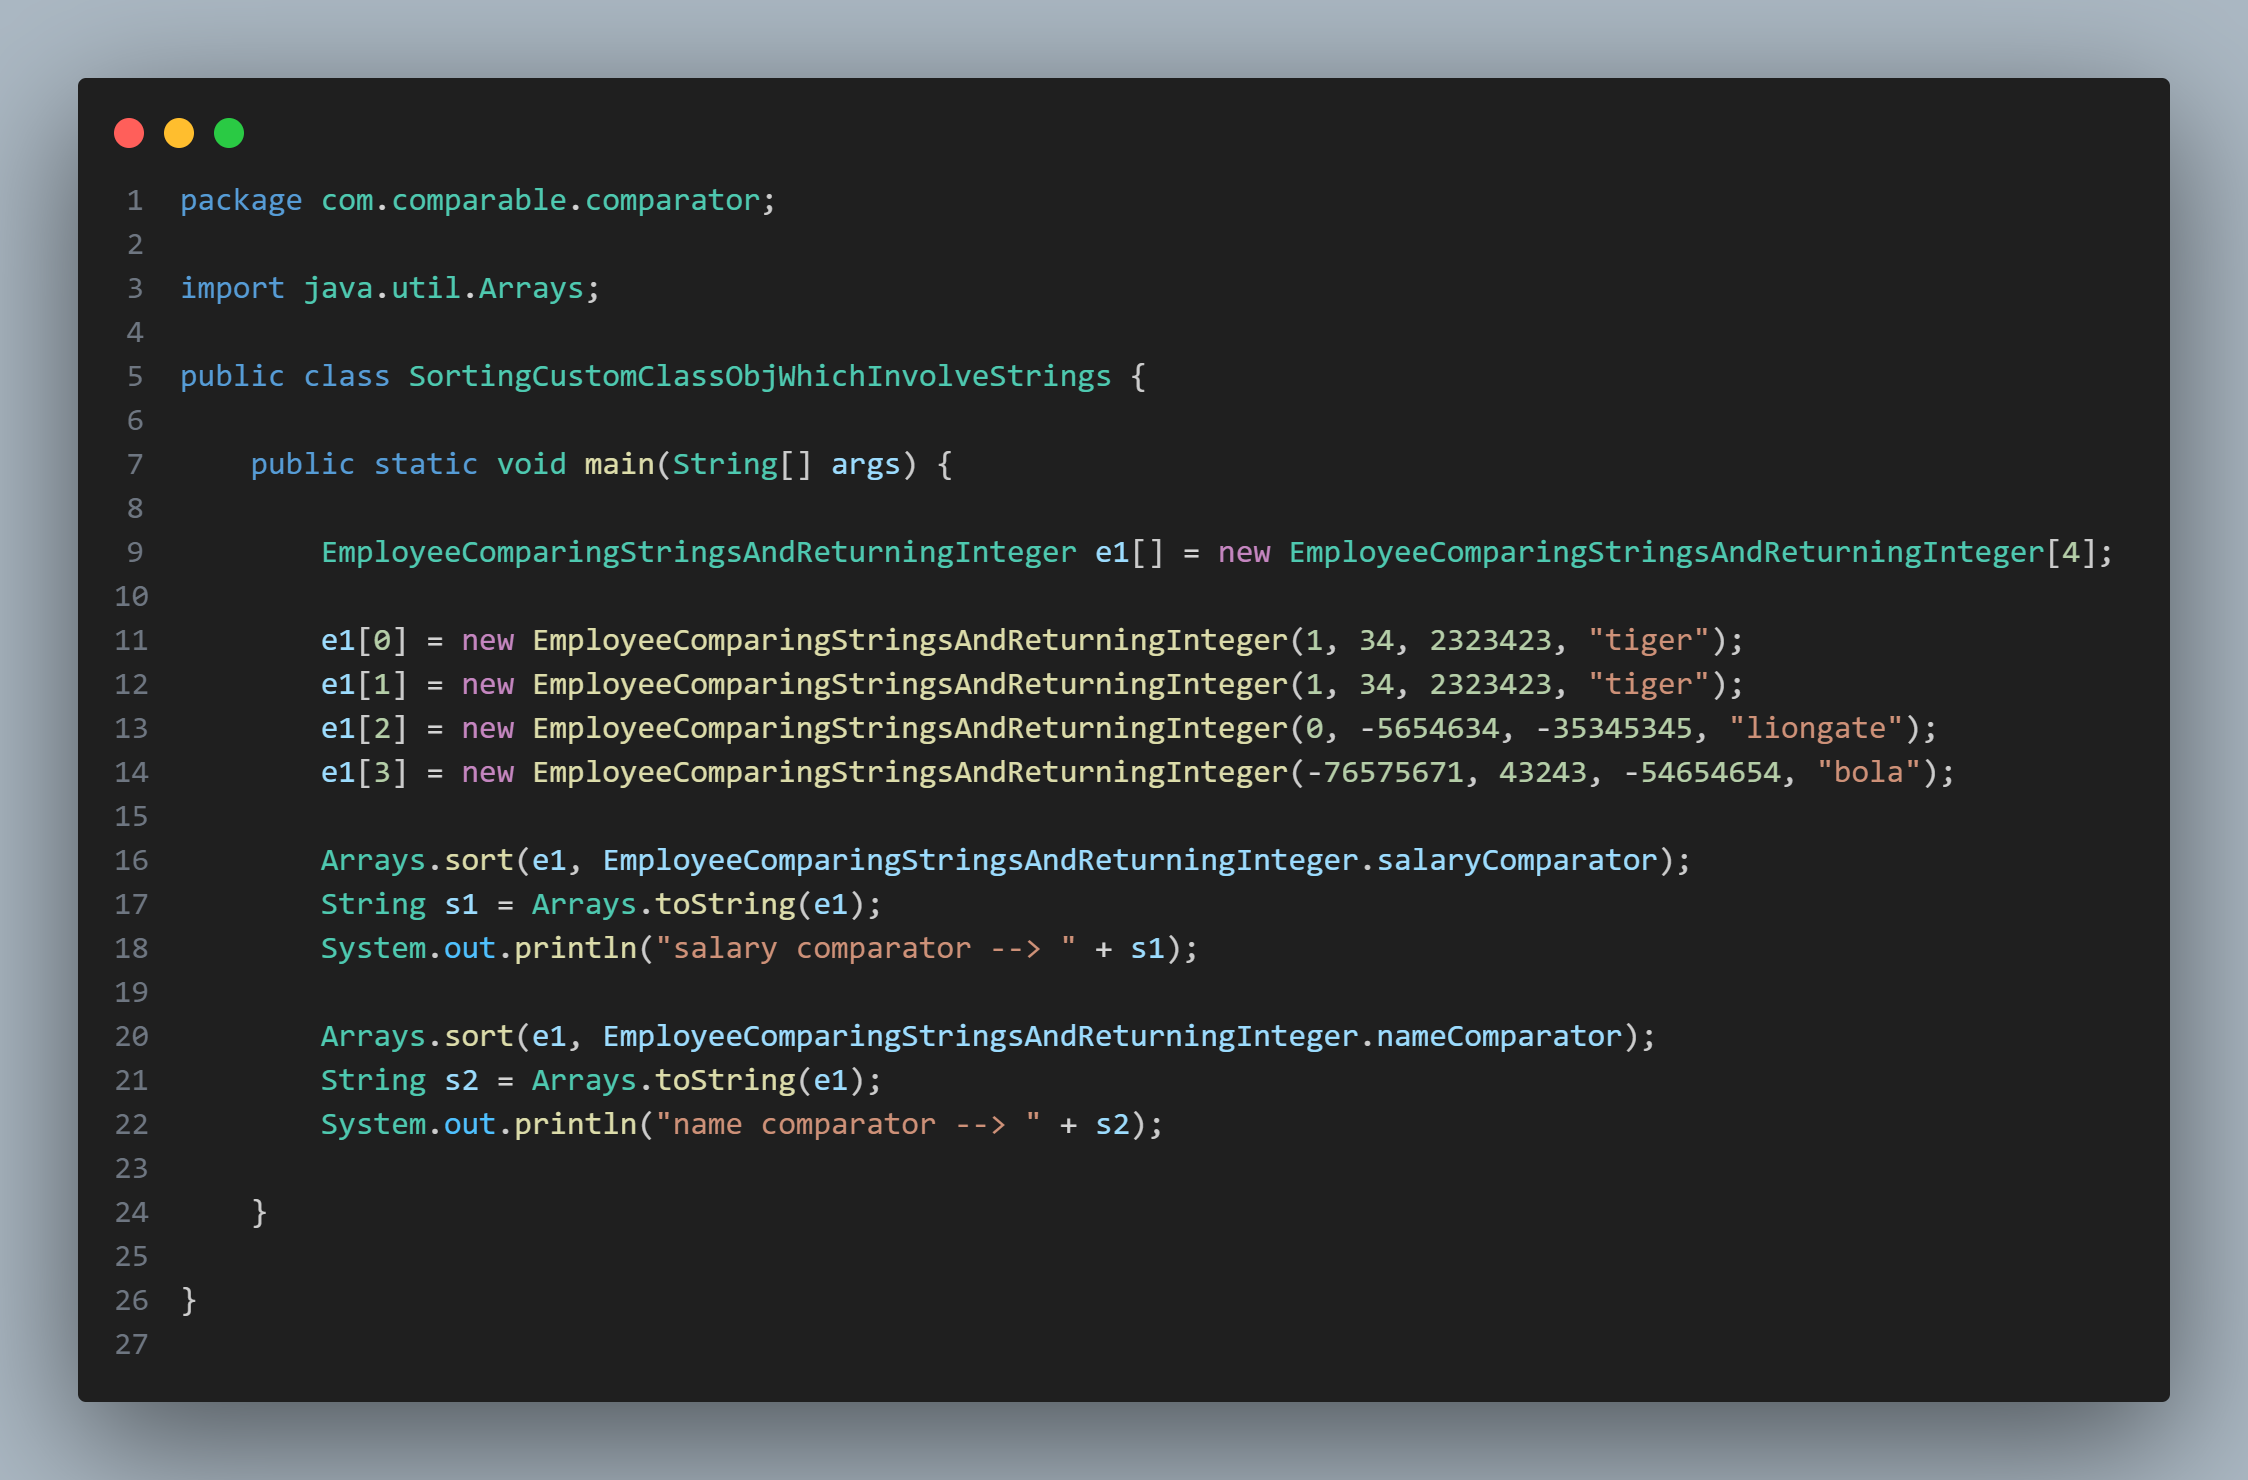 1 package com.comparable.comparator;
2
3 import java.util.Arrays;
4
5 public class SortingCustomClassObjWhichInvolveStrings {
6
7     public static void main(String[] args) {
8
9         EmployeeComparingStringsAndReturningInteger e1[] = new EmployeeComparingStringsAndReturningInteger[4];
10
11         e1[0] = new EmployeeComparingStringsAndReturningInteger(1, 34, 2323423, "tiger");
12         e1[1] = new EmployeeComparingStringsAndReturningInteger(1, 34, 2323423, "tiger");
13         e1[2] = new EmployeeComparingStringsAndReturningInteger(0, -5654634, -35345345, "liongate");
14         e1[3] = new EmployeeComparingStringsAndReturningInteger(-76575671, 43243, -54654654, "bola");
15
16         Arrays.sort(e1, EmployeeComparingStringsAndReturningInteger.salaryComparator);
17         String s1 = Arrays.toString(e1);
18         System.out.println("salary comparator --> " + s1);
19
20         Arrays.sort(e1, EmployeeComparingStringsAndReturningInteger.nameComparator);
21         String s2 = Arrays.toString(e1);
22         System.out.println("name comparator --> " + s2);
23
24     }
25
26 }
27